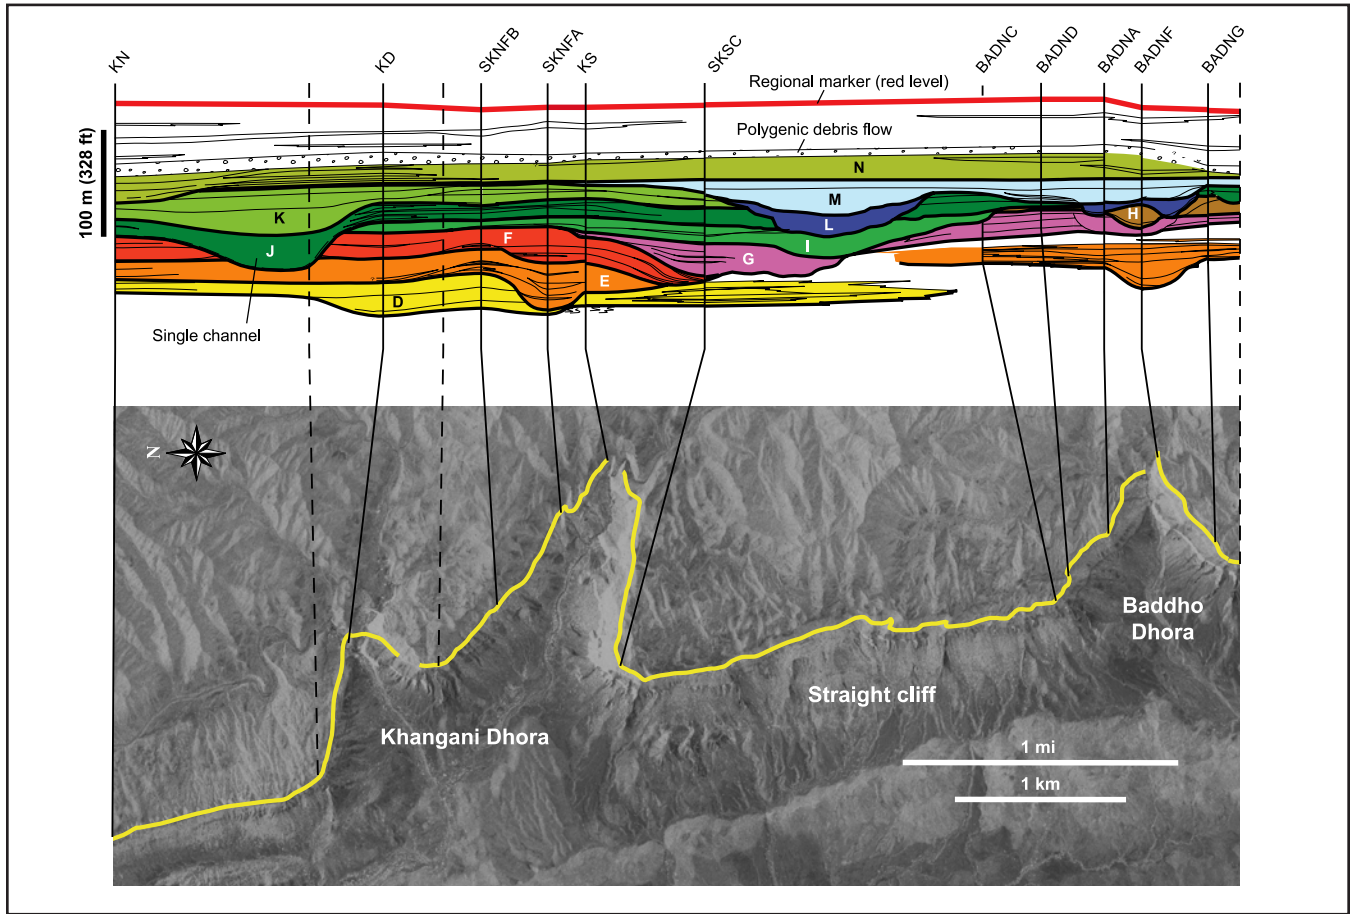 KN
KD
SKNFB
SKNFA
KS
SKSC
BADNC
BADND
BADNA
BADNF
BADNG
Regional marker (red level)
Polygenic debris flow
100 m (328 ft)
N
M
K
L
H
J
F
I
G
E
D
Single channel
N
Baddho
Dhora
Straight cliff
Khangani Dhora
1 mi
1 km